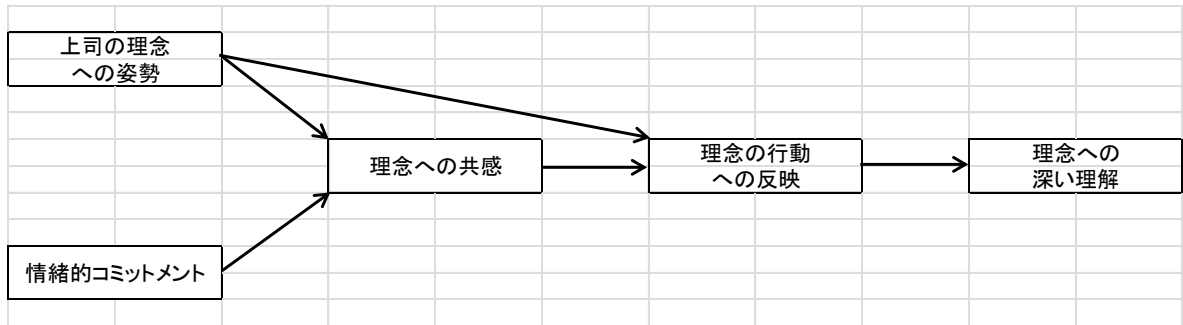 上司の理念
への姿勢
理念への共感
理念の行動
への反映
理念への
深い理解
情緒的コミットメント